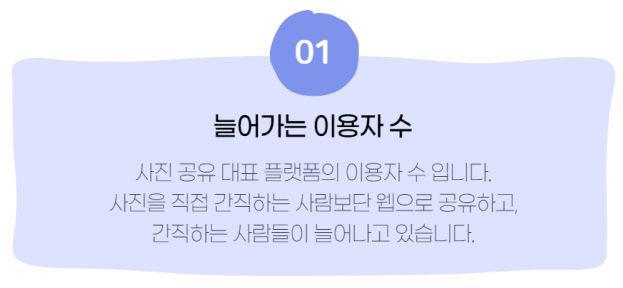 01
늘어가는 이용자 수
사진 공유 대표 플랫폼의 이용자 수 입니다.
사진을 직접 간직하는 사람보단 웹으로 공유하고,
간직하는 사람들이 늘어나고 있습니다.